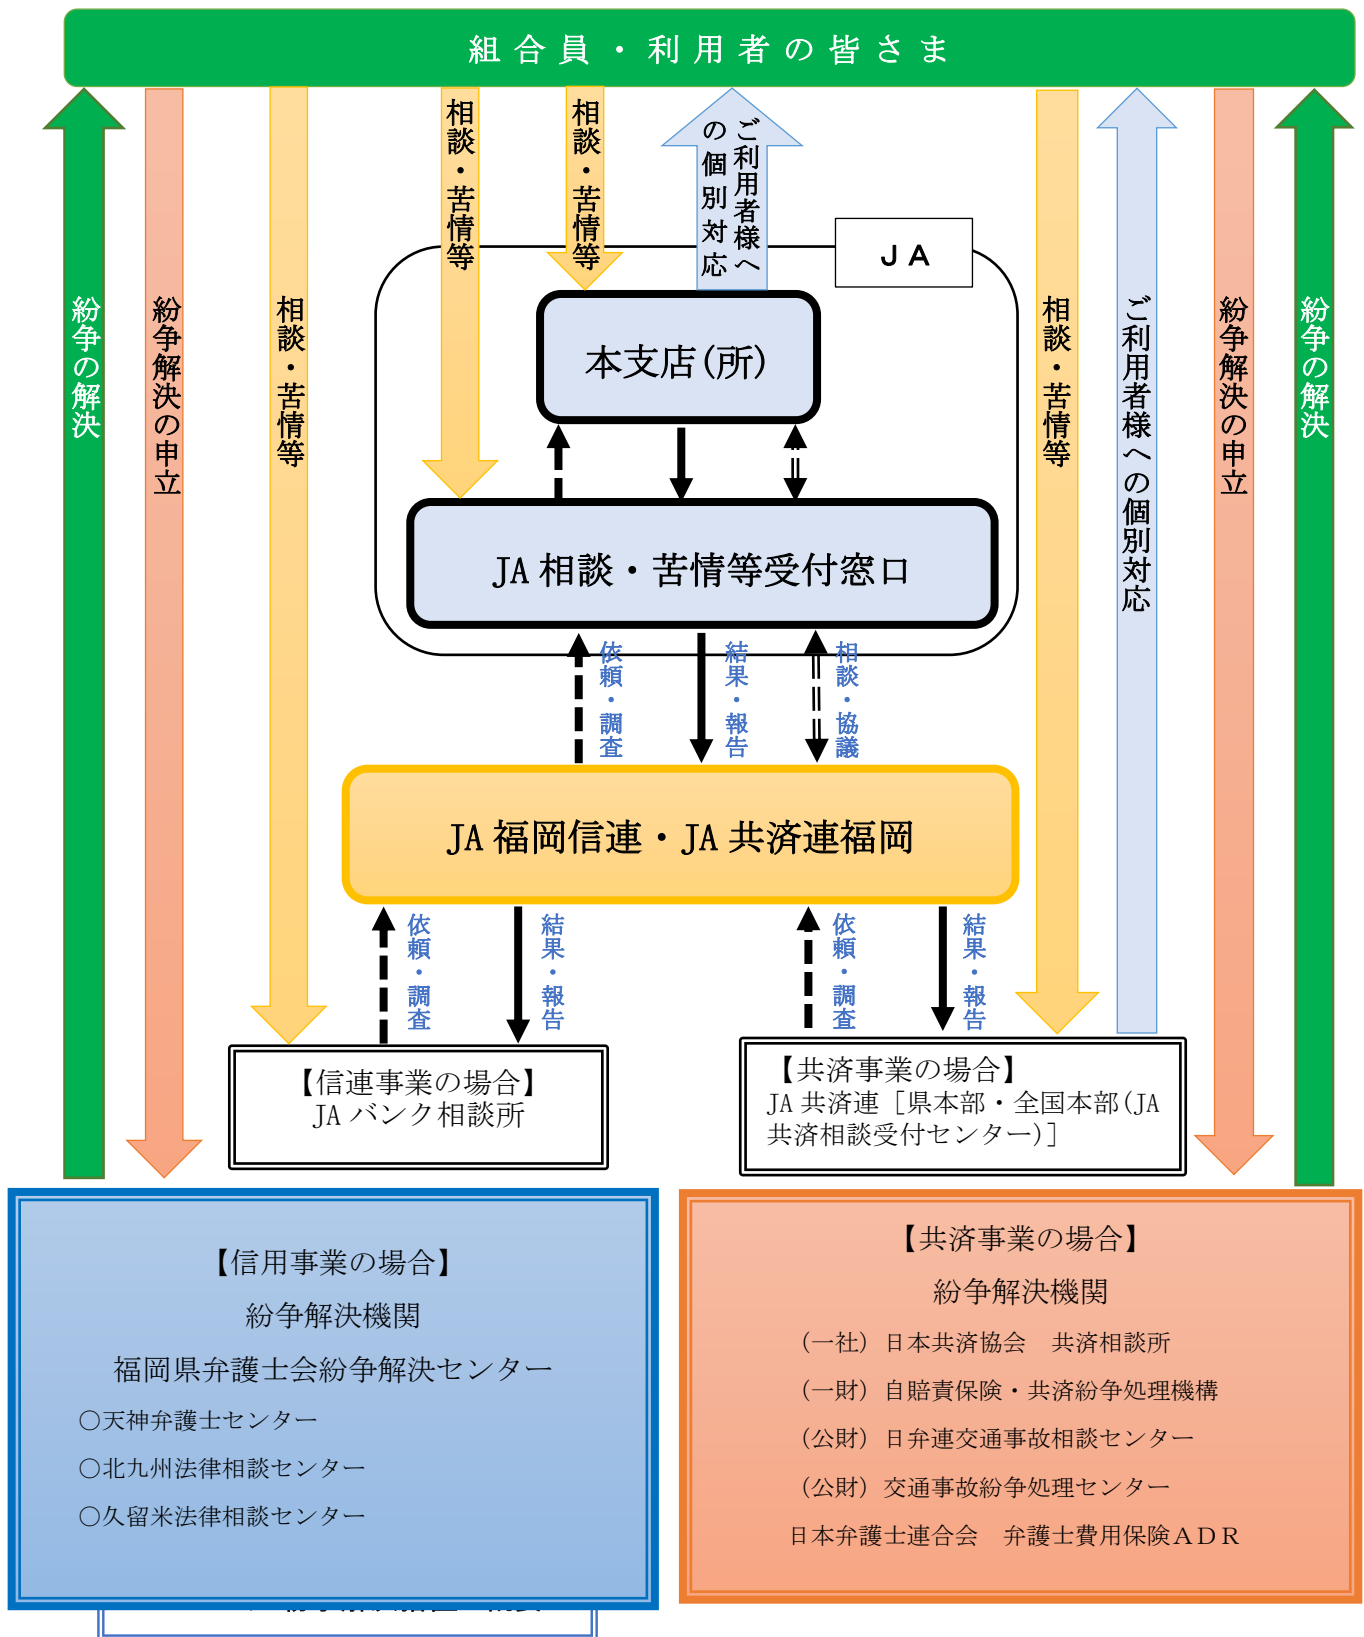 組合員・利用者の皆さま
紛争の解決
紛争解決の申立
相談・苦情等
相談・苦情等
相談・苦情等
ご利用者様へ
の個別対応
ＪＡ
相談・苦情等
ご利用者様への個別対応
紛争解決の申立
紛争の解決
本支店(所)
JA 相談・苦情等受付窓口
依頼・調査
結果・報告
相談・協議
JA 福岡信連・JA 共済連福岡
依頼・調査
結果・報告
依頼・調査
結果・報告
【信連事業の場合】
JA バンク相談所
【共済事業の場合】
JA 共済連［県本部・全国本部(JA
共済相談受付センター)］
【信用事業の場合】
紛争解決機関
福岡県弁護士会紛争解決センター
○天神弁護士センター
○北九州法律相談センター
○久留米法律相談センター
【共済事業の場合】
紛争解決機関
（一社）日本共済協会　共済相談所
（一財）自賠責保険・共済紛争処理機構
（公財）日弁連交通事故相談センター
（公財）交通事故紛争処理センター
日本弁護士連合会　弁護士費用保険ＡＤＲ